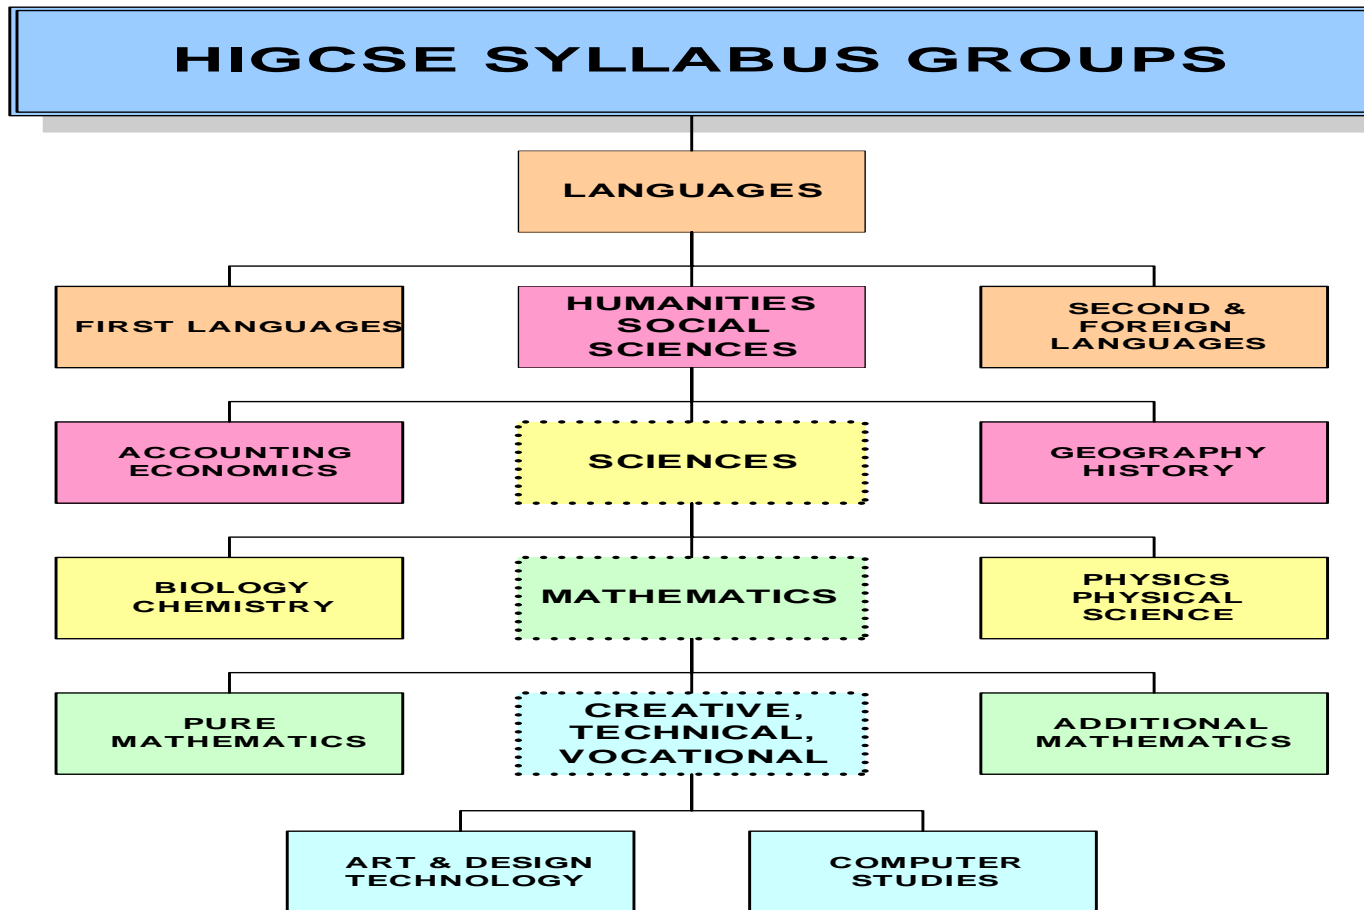 HIGCSE SYLLABUS GROUPS
LANGUAGES
FIRST LANGUAGES
HUMANITIES
SOCIAL
SCIENCES
SECOND &
FOREIGN
LANGUAGES
ACCOUNTING
ECONOMICS
SCIENCES
GEOGRAPHY
HISTORY
BIOLOGY
CHEMISTRY
MATHEMATICS
PHYSICS
PHYSICAL
SCIENCE
PURE
MATHEMATICS
CREATIVE,
TECHNICAL,
VOCATIONAL
ADDITIONAL
MATHEMATICS
ART & DESIGN
TECHNOLOGY
COMPUTER
STUDIES